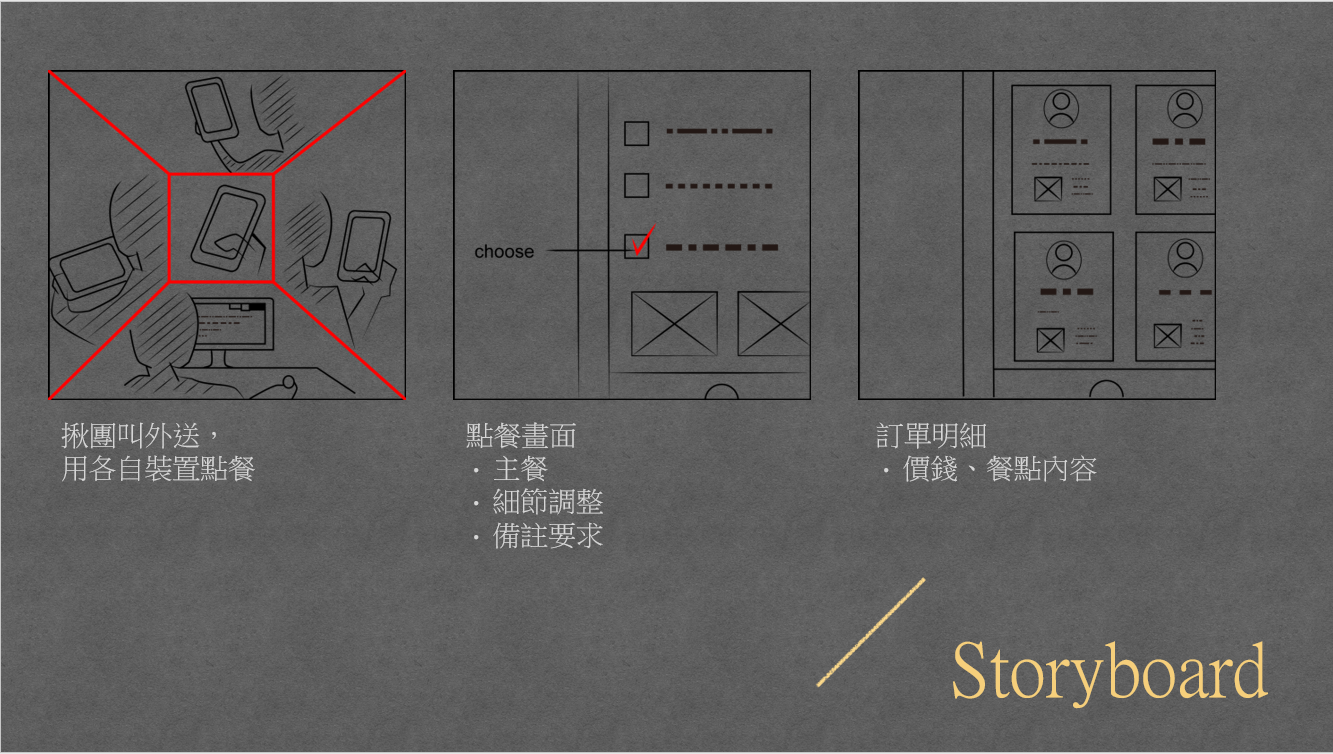 choose
揪團叫外送，
用各自裝置點餐
點餐畫面
・主餐
・細節調整
・備註要求
訂單明細
・價錢、餐點內容
Storyboard